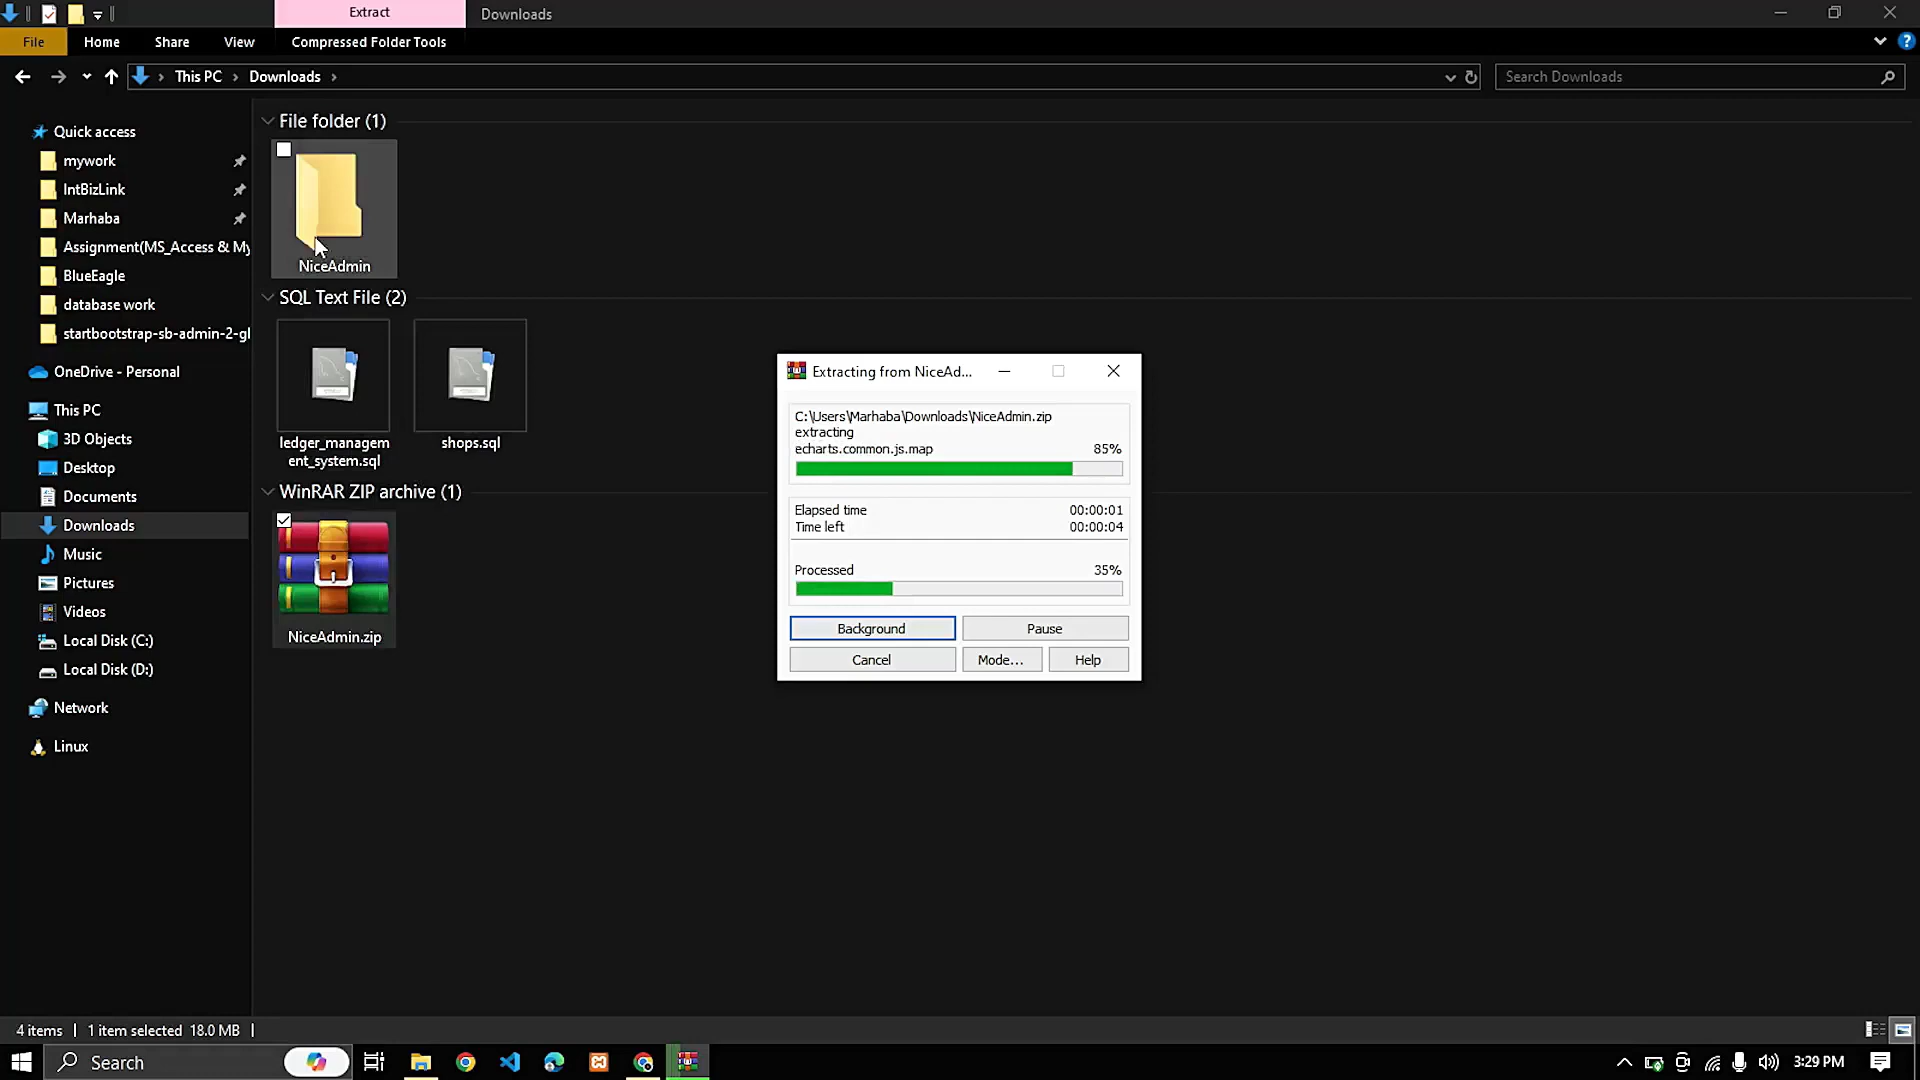 Extract
Downloads
File
Home
Share
View
Compressed Folder Tools
This PC
Downloads
Search Downloads
Quick access
mywork
IntBizLink
Marhaba
Assignment(MS_Access & My
BlueEagle
database work
startbootstrap-sb-admin-2-gl
OneDrive - Personal
This PC
3D Objects
Desktop
Documents
Downloads
Music
Pictures
Videos
Local Disk (C:)
Local Disk (D:)
Network
Linux
File folder (1)
NiceAdmin
SQL Text File (2)
ledger_managem
ent_system.sql
shops.sql
WinRAR ZIP archive (1)
NiceAdmin.zip
Extracting from NiceAd...
C:\Users\Marhaba\Downloads\NiceAdmin.zip
extracting
echarts.common.js.map 85%
Elapsed time 00:00:01
Time left 00:00:04
Processed 35%
Background
Pause
Cancel
Mode...
Help
4 items
1 item selected 18.0 MB
Search
3:29 PM